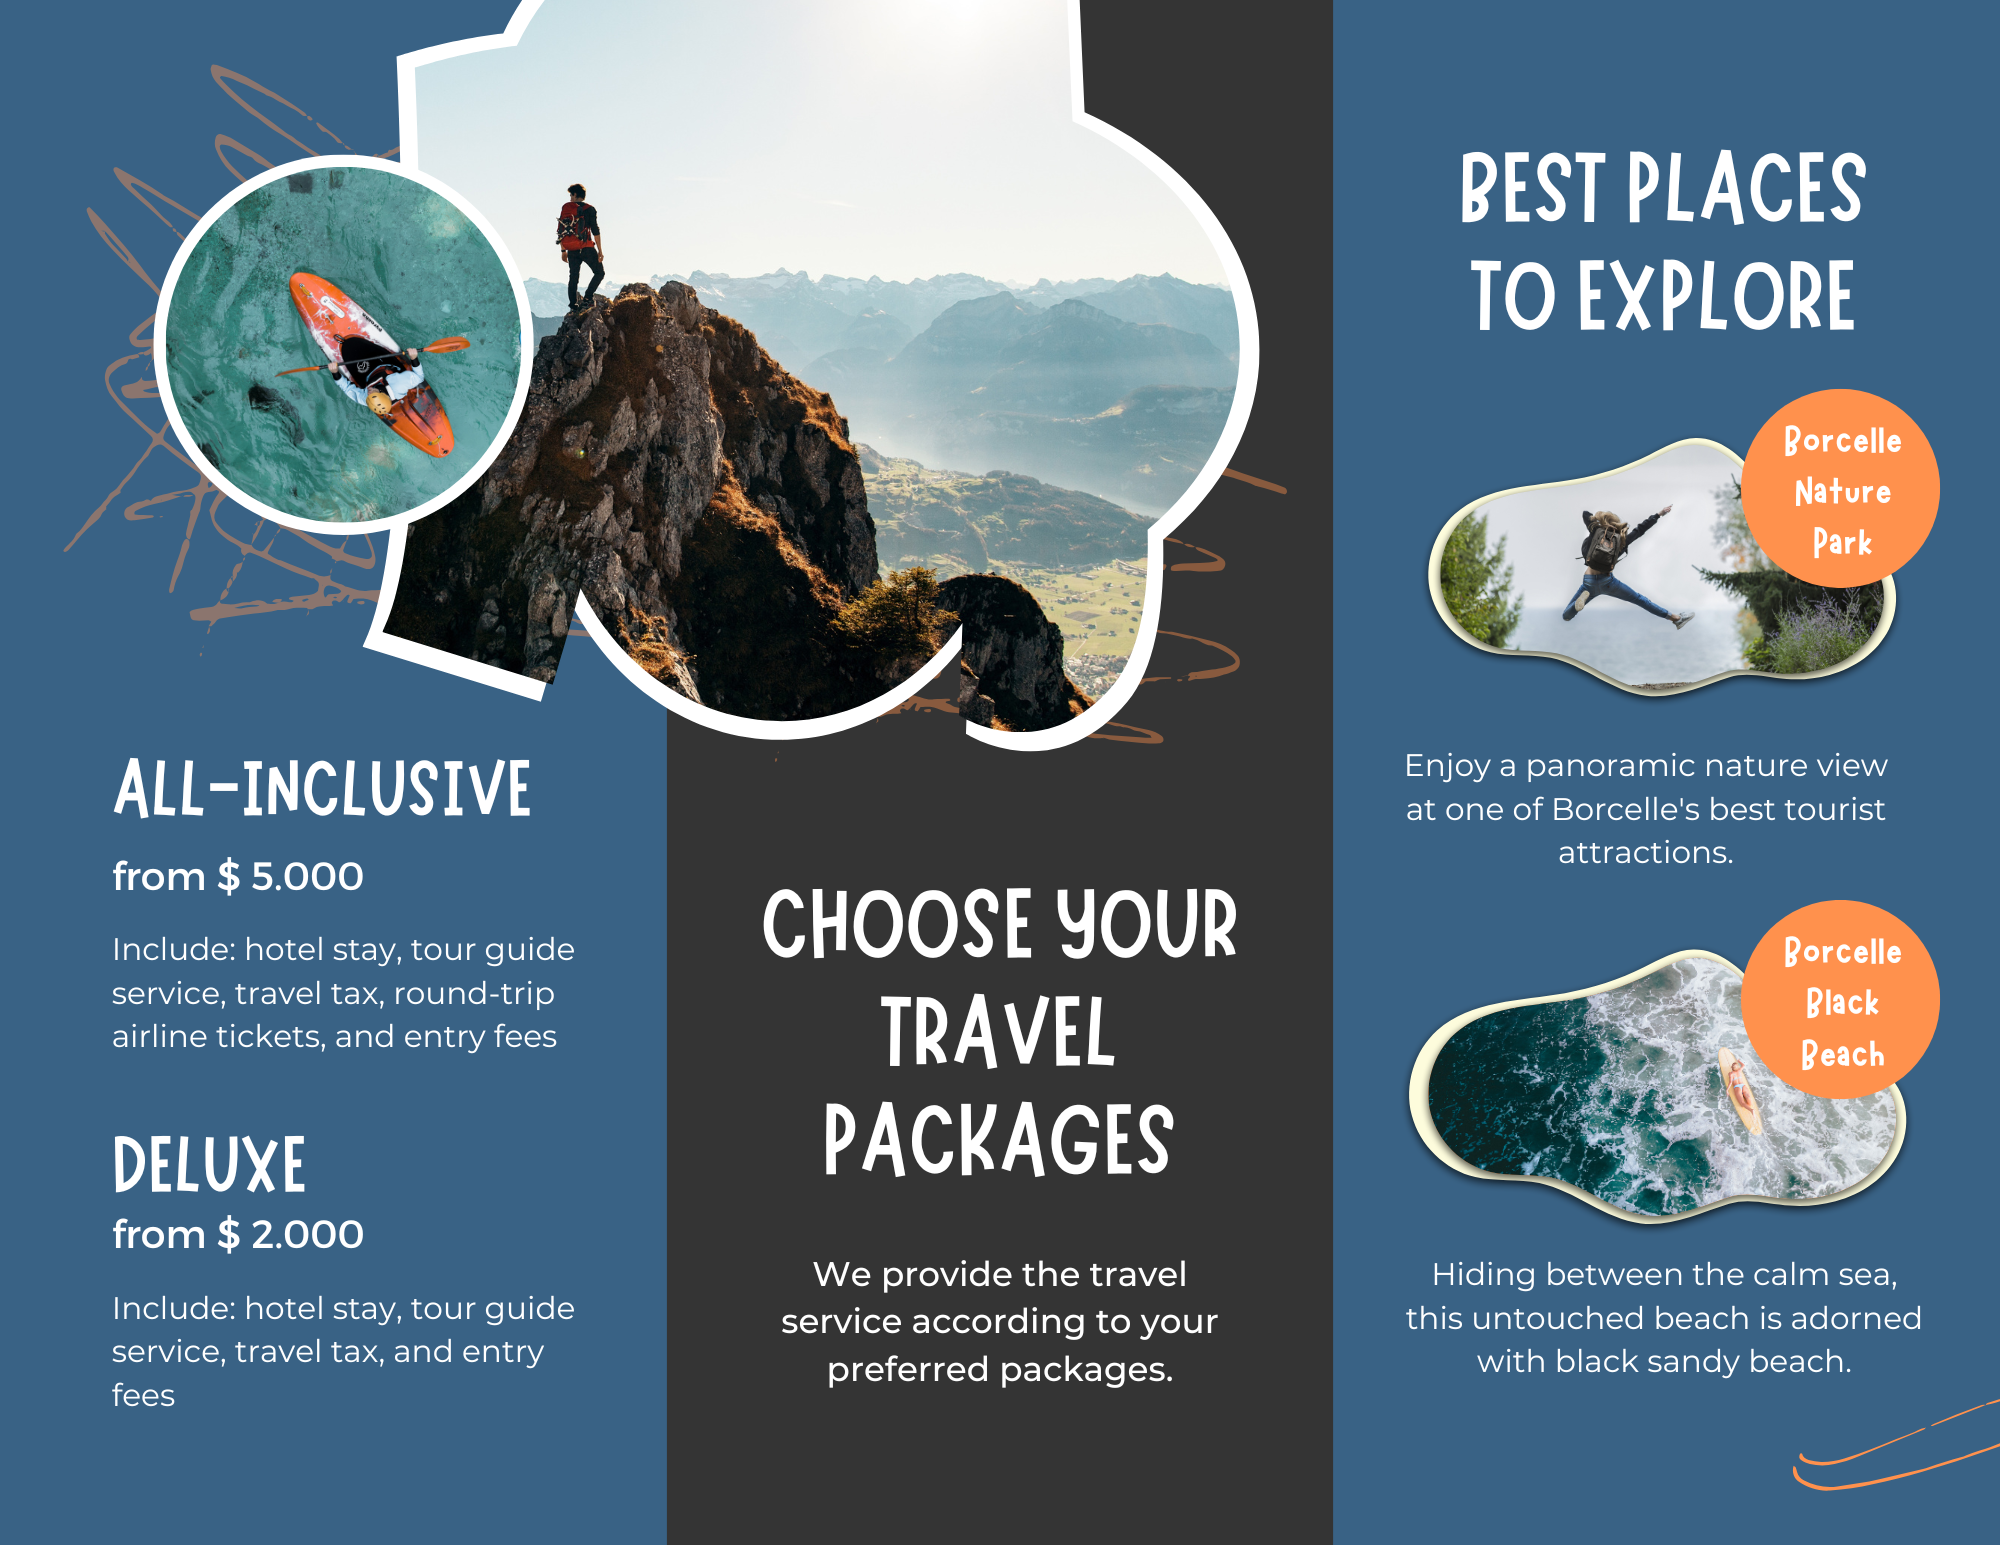 ALL-INCLUSIVE
from $ 5.000
Include: hotel stay, tour guide
service, travel tax, round-trip
airline tickets, and entry fees
DELUXE
from $ 2.000
Include: hotel stay, tour guide
service, travel tax, and entry
fees
CHOOSE YOUR
TRAVEL
PACKAGES
We provide the travel
service according to your
preferred packages.
BEST PLACES
TO EXPLORE
Borcelle
Nature
Park
Enjoy a panoramic nature view
at one of Borcelle's best tourist
attractions.
Borcelle
Black
Beach
Hiding between the calm sea,
this untouched beach is adorned
with black sandy beach.